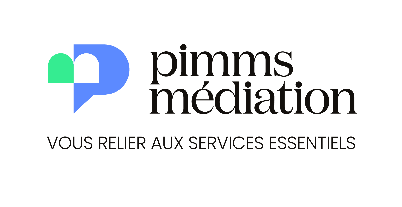 pimms
médiation
VOUS RELIER AUX SERVICES ESSENTIELS